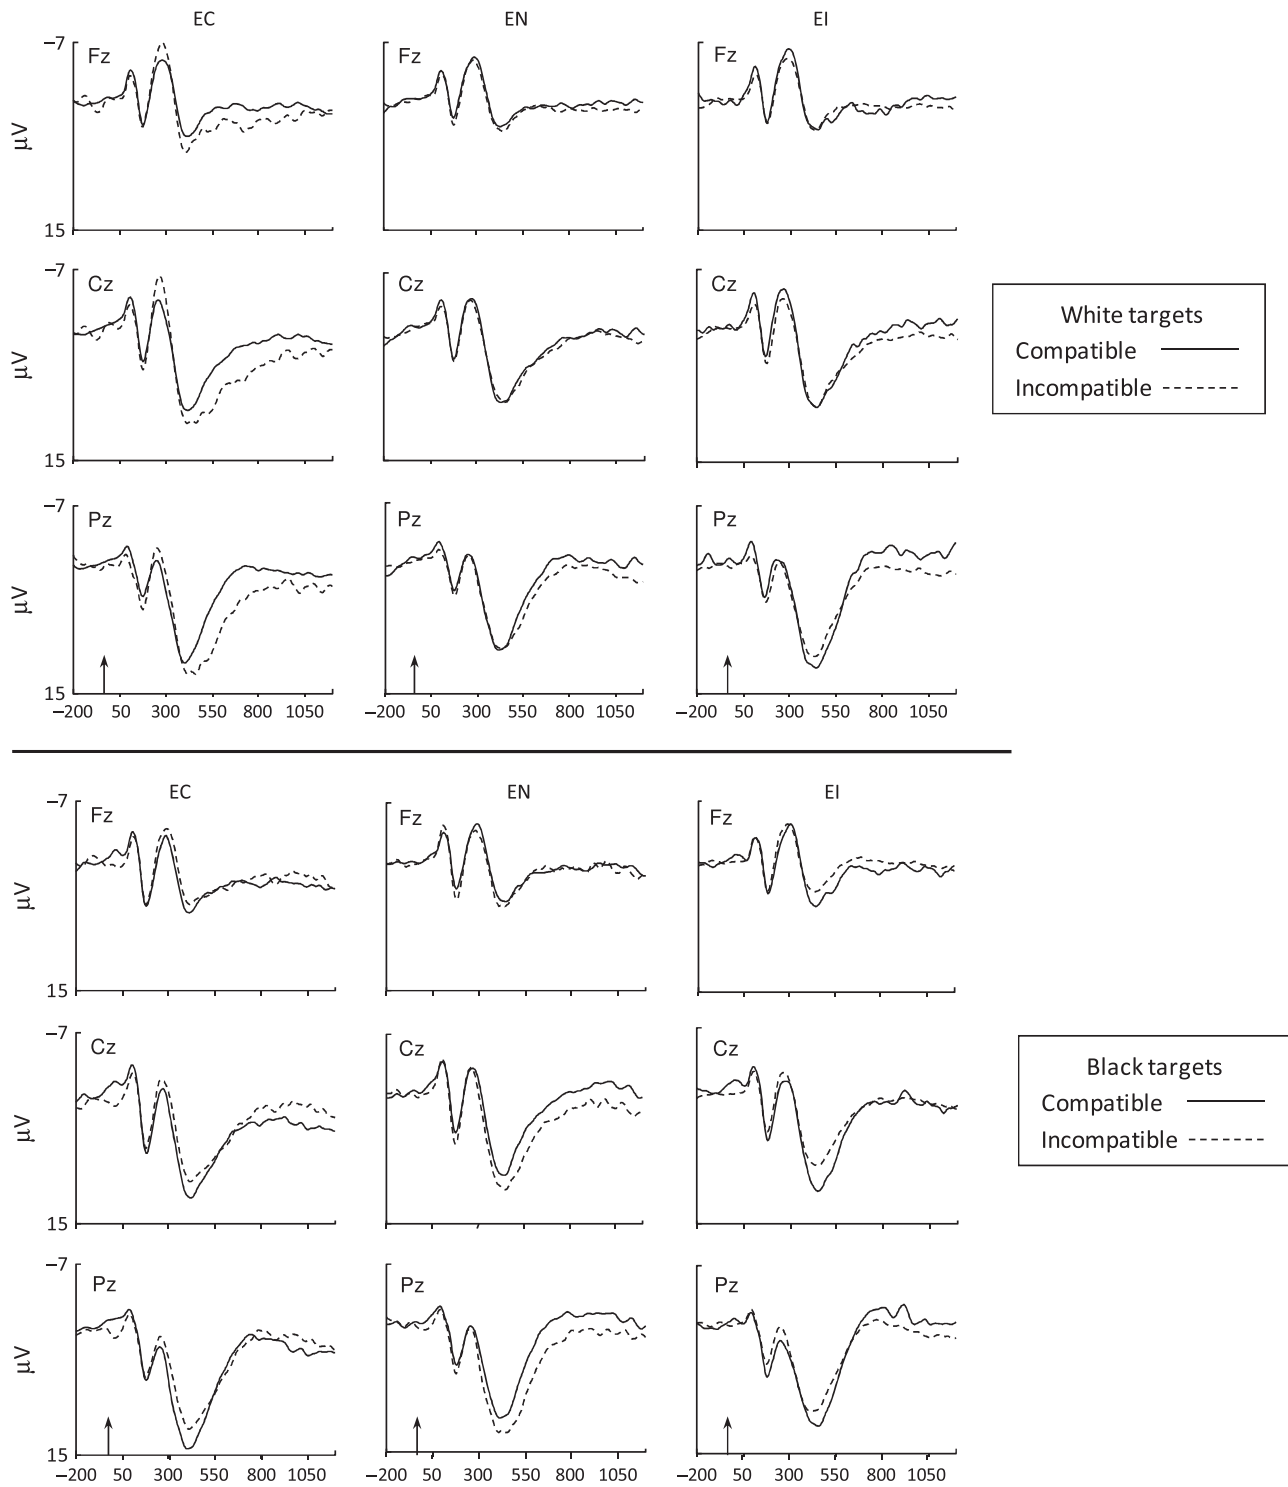 EC EN EI
−7
Fz Fz Fz
μV
15
−7
Cz Cz Cz
White targets
Compatible
μV
Incompatible
15
−7
Pz Pz Pz
μV
15
−200 50 300 550 800 1050 −200 50 300 550 800 1050 −200 50 300 550 800 1050
EC EN EI
−7
Fz Fz Fz
μV
15
−7
Cz Cz Cz
Black targets
Compatible
μV
Incompatible
15
−7
Pz Pz Pz
μV
15
−200 50 300 550 800 1050 −200 50 300 550 800 1050 −200 50 300 550 800 1050